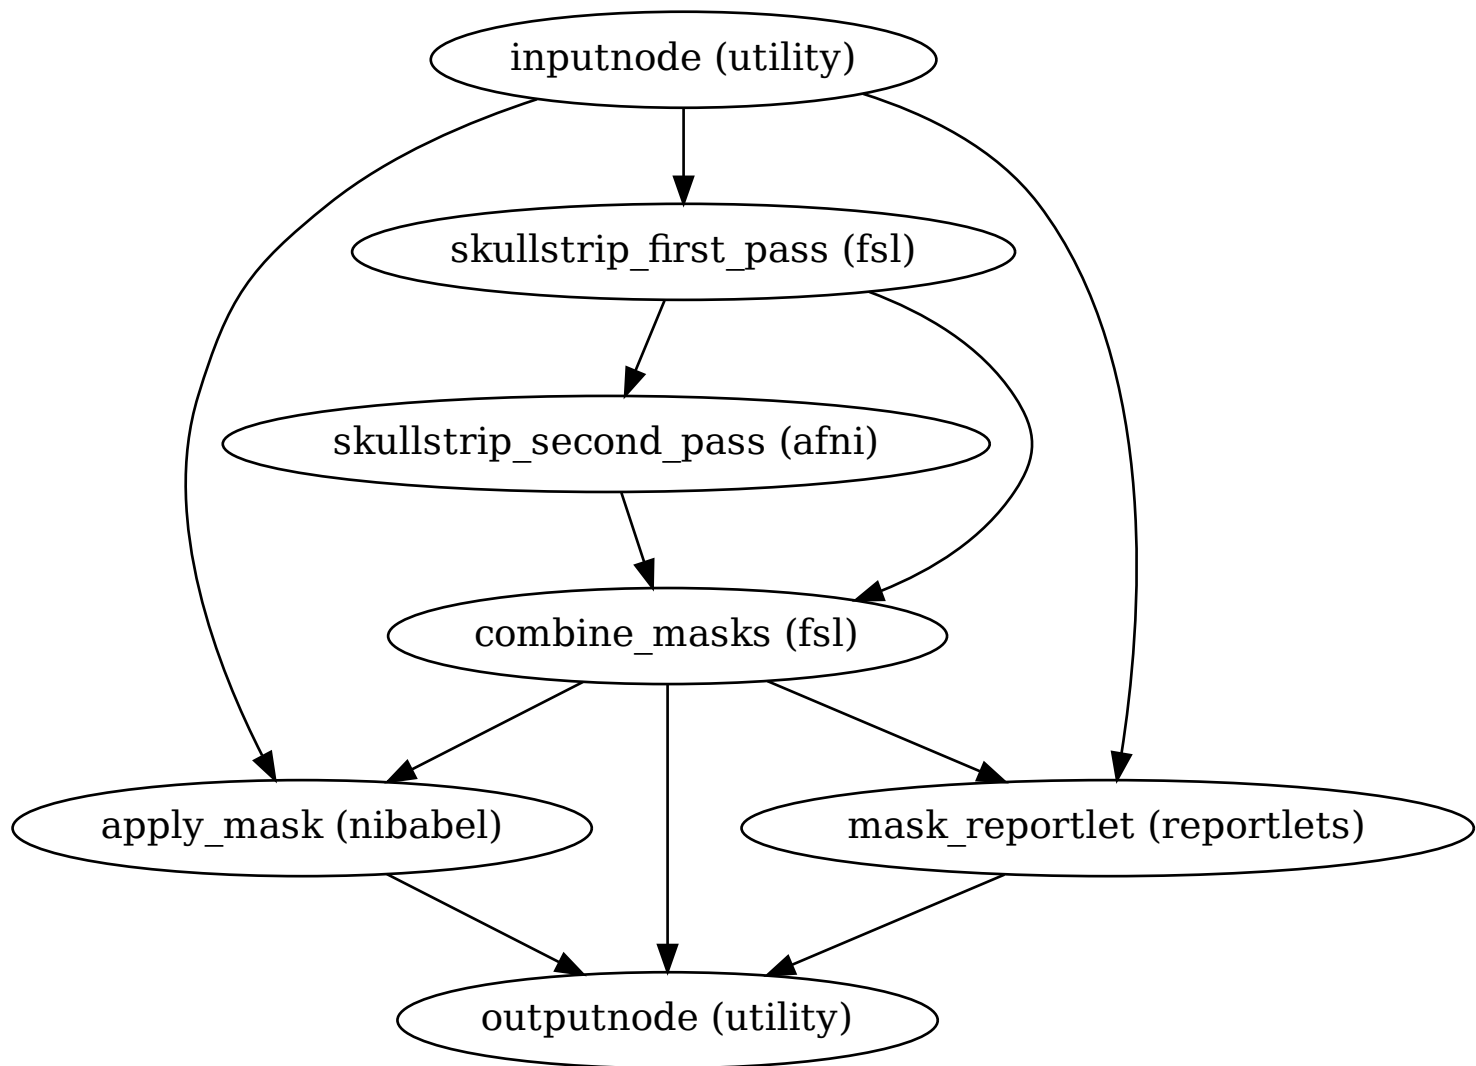 inputnode (utility)
skullstrip_first_pass (fsl)
skullstrip_second_pass (afni)
combine_masks (fsl)
apply_mask (nibabel)
mask_reportlet (reportlets)
outputnode (utility)